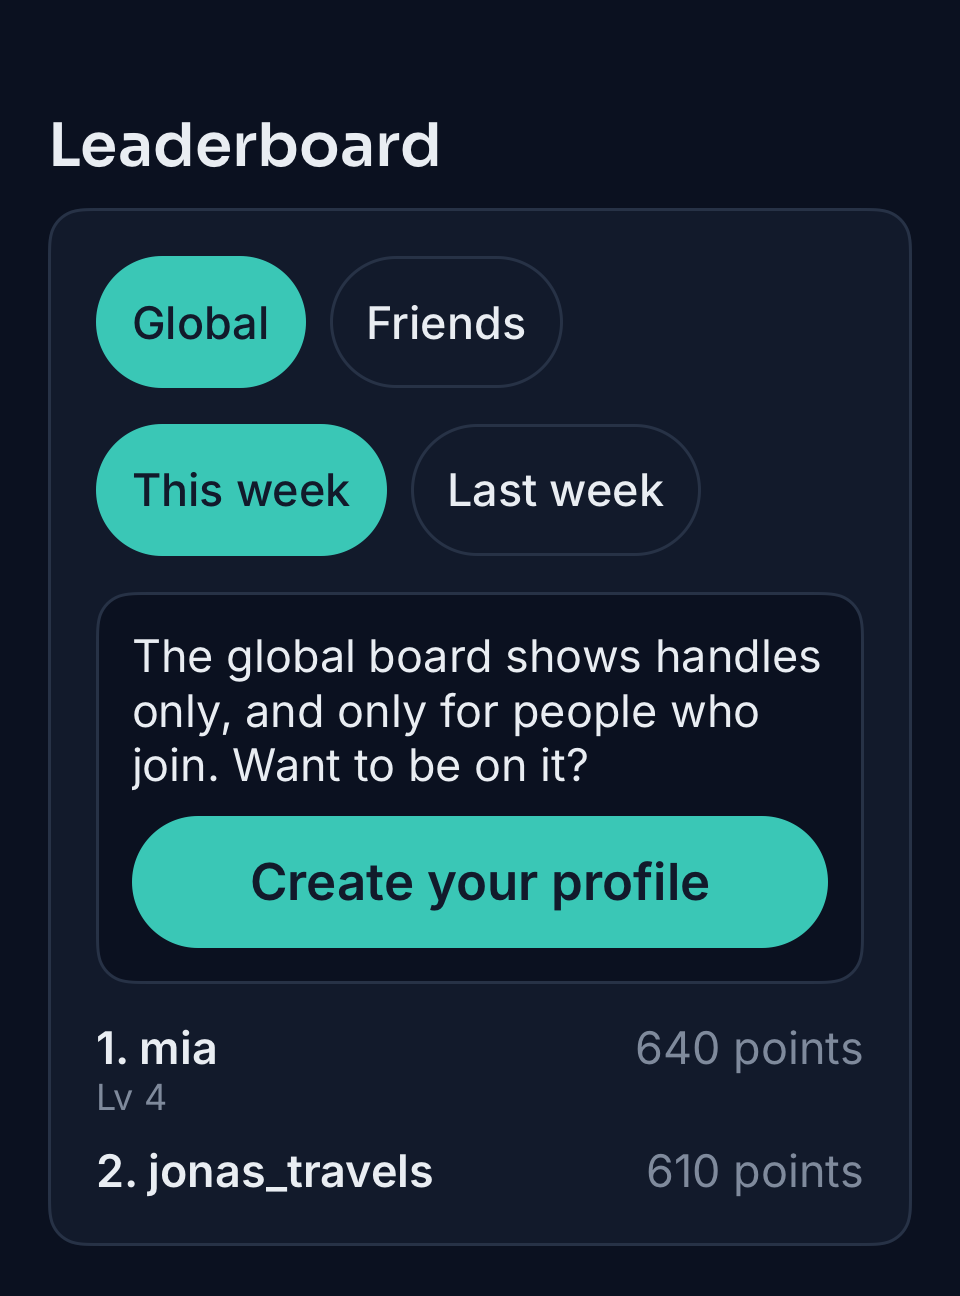 Leaderboard
Global Friends
This week Last week
The global board shows handles
only, and only for people who
join. Want to be on it?
Create your profile
1. mia 640 points
Lv 4
2. jonas_travels 610 points